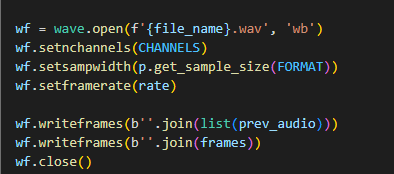 wf = wave.open(f'{file_name}.wav', 'wb')
wf.setnchannels(CHANNELS)
wf.setsampwidth(p.get_sample_size(FORMAT))
wf.setframerate(rate)
wf.writeframes(b''.join(list(prev_audio)))
wf.writeframes(b''.join(frames))
wf.close()